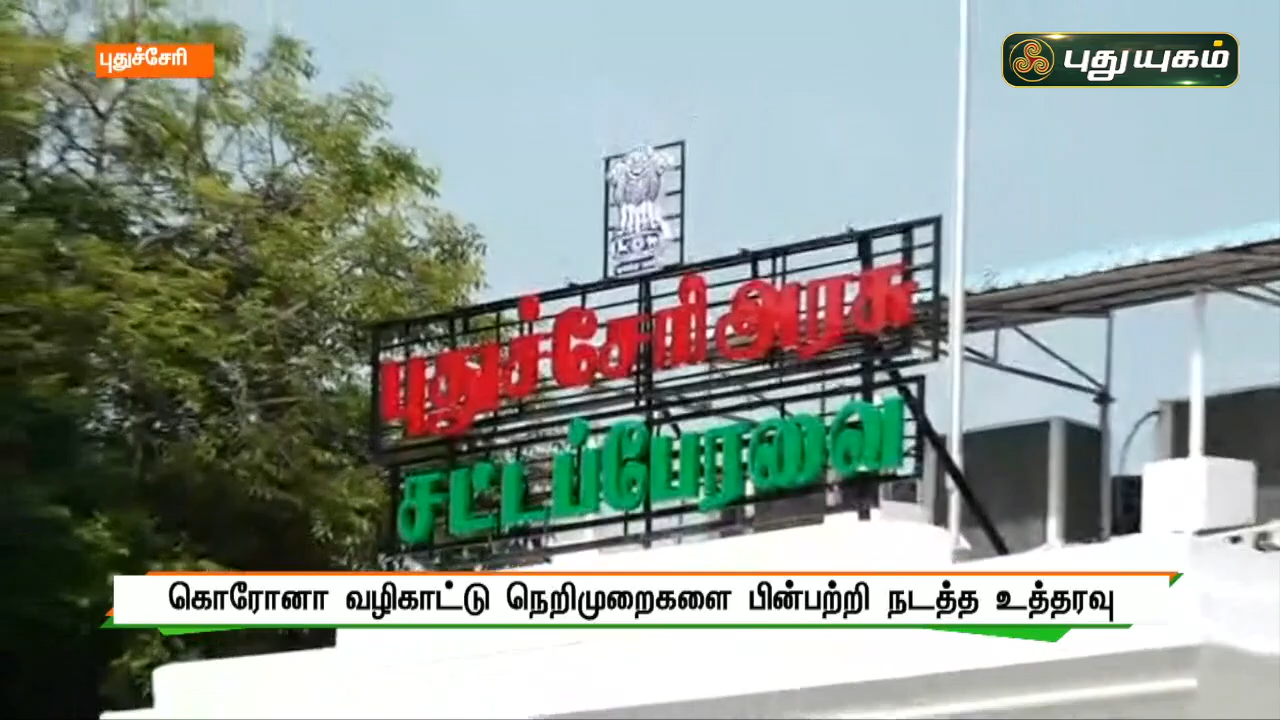 புதுச்சேரி
புதுயுகம்
புதுச்சேரி அரசு
சட்டப்பேரவை
கொரோனா வழிகாட்டு நெறிமுறைகளை பின்பற்றி நடத்த உத்தரவு